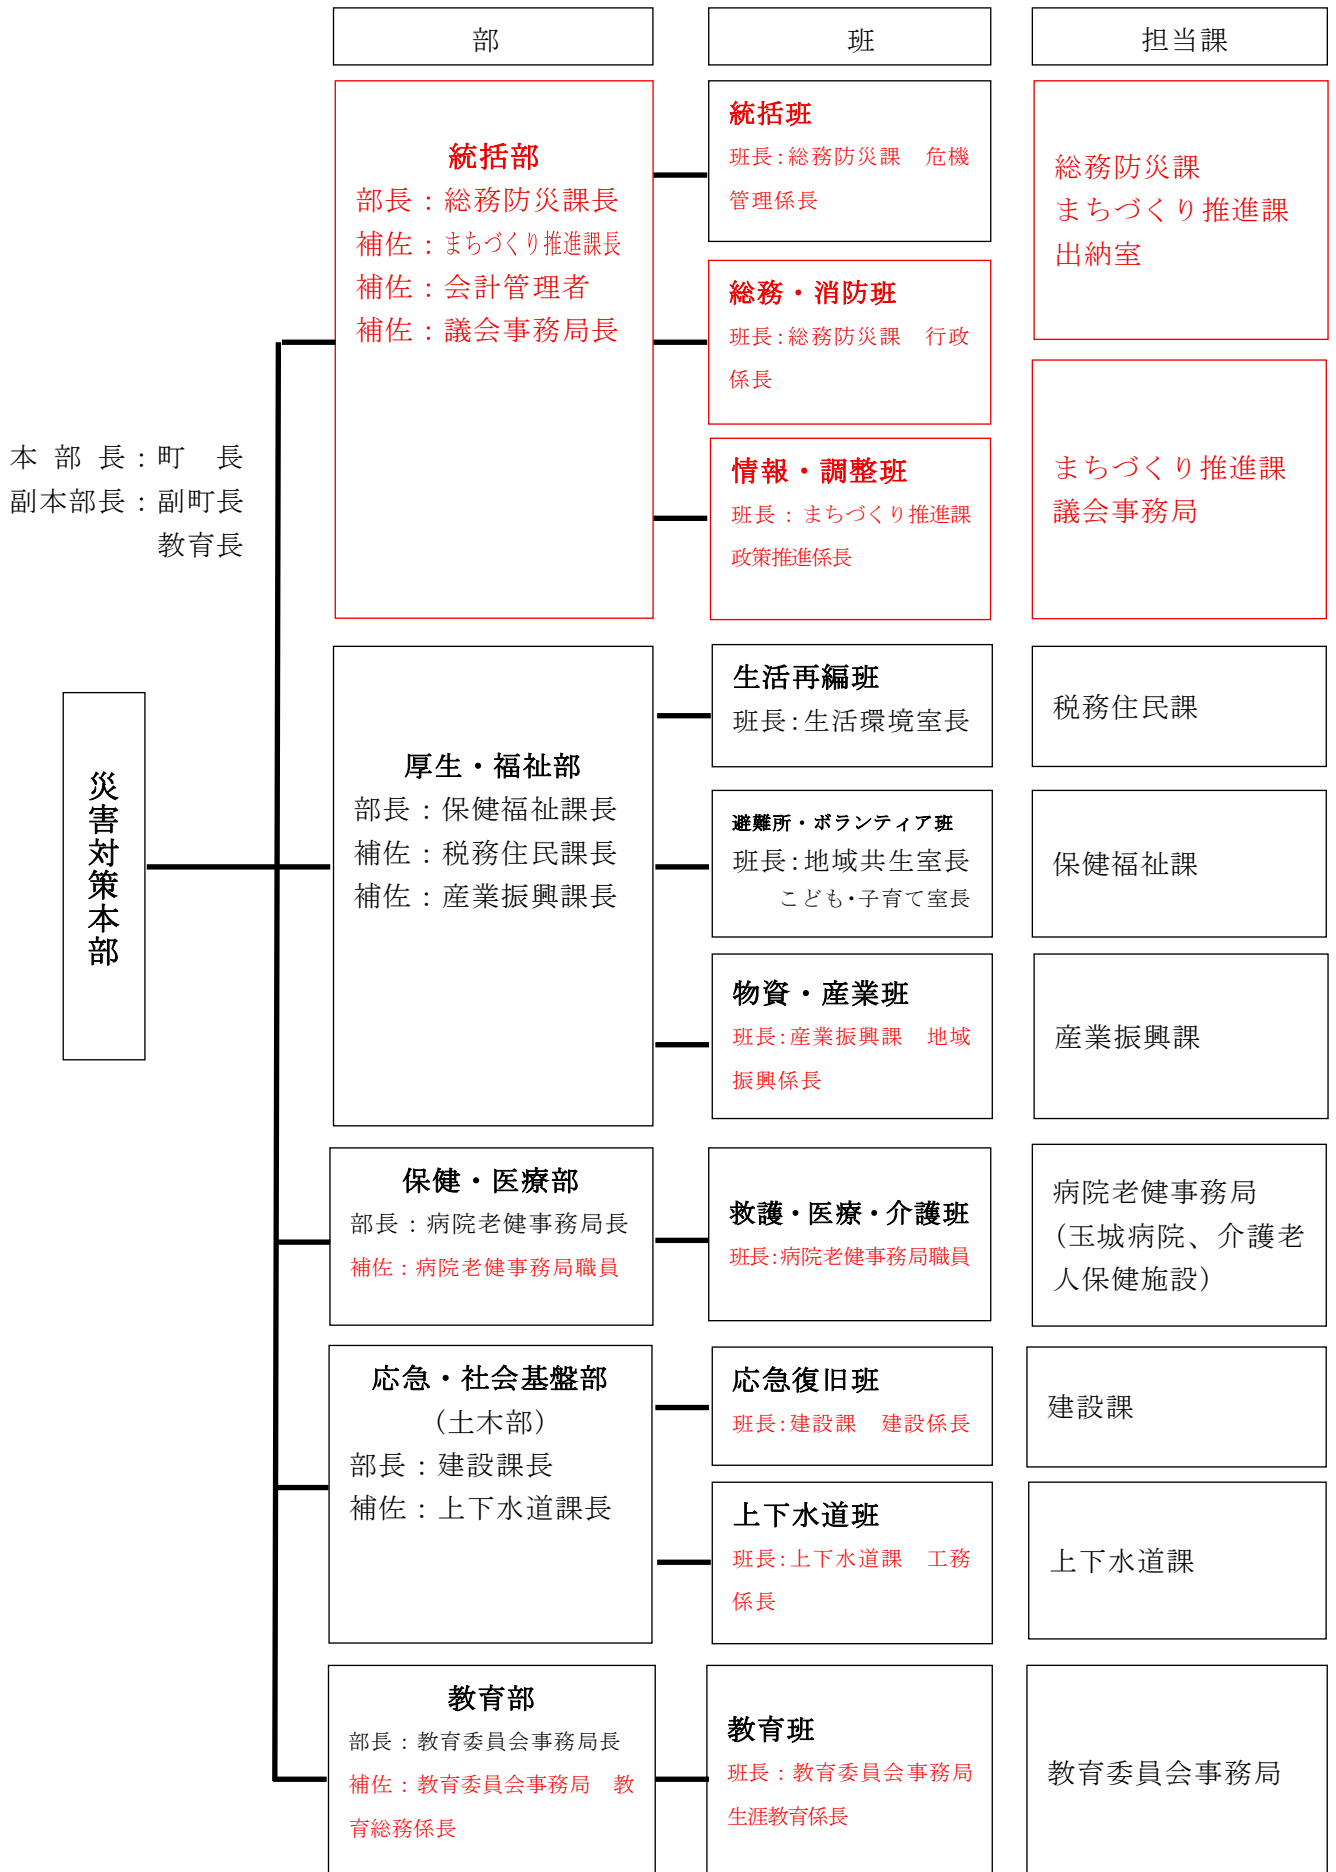 部
班
担当課
本 部 長：町　長
副本部長：副町長
教育長
災害対策本部
統括部
部長：総務防災課長
補佐：まちづくり推進課長
補佐：会計管理者
補佐：議会事務局長
統括班
班長：総務防災課　危機
管理係長
総務・消防班
班長：総務防災課　行政
係長
情報・調整班
班長：まちづくり推進課
政策推進係長
総務防災課
まちづくり推進課
出納室
まちづくり推進課
議会事務局
厚生・福祉部
部長：保健福祉課長
補佐：税務住民課長
補佐：産業振興課長
生活再編班
班長：生活環境室長
税務住民課
避難所・ボランティア班
班長：地域共生室長
こども・子育て室長
保健福祉課
物資・産業班
班長：産業振興課　地域
振興係長
産業振興課
保健・医療部
部長：病院老健事務局長
補佐：病院老健事務局職員
救護・医療・介護班
班長：病院老健事務局職員
病院老健事務局
（玉城病院、介護老
人保健施設）
応急・社会基盤部
（土木部）
部長：建設課長
補佐：上下水道課長
応急復旧班
班長：建設課　建設係長
建設課
上下水道班
班長：上下水道課　工務
係長
上下水道課
教育部
部長：教育委員会事務局長
補佐：教育委員会事務局　教
育総務係長
教育班
班長：教育委員会事務局
生涯教育係長
教育委員会事務局